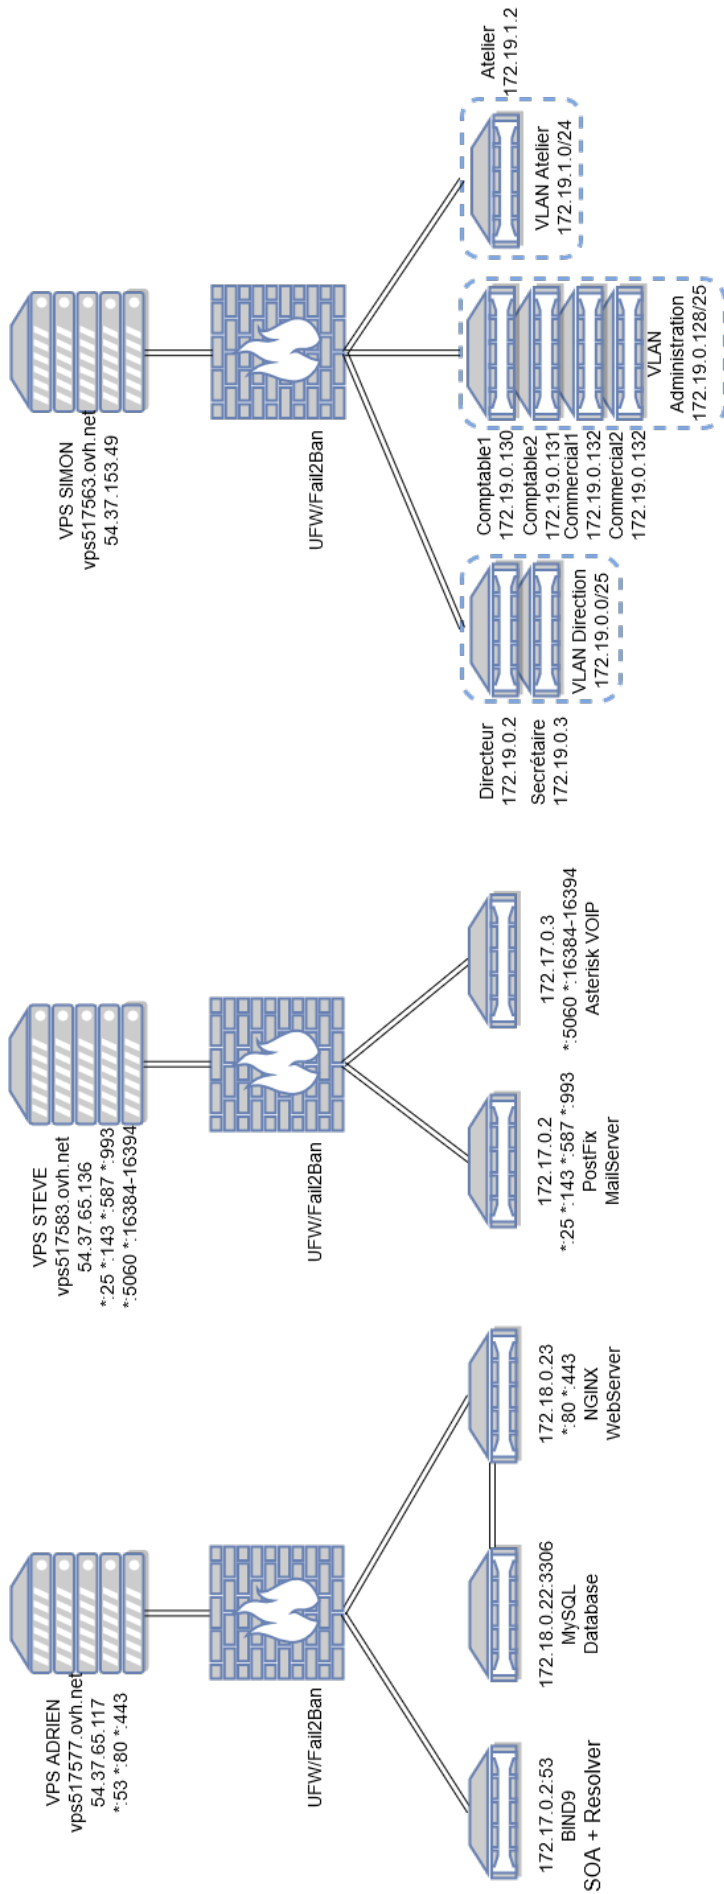 VPS ADRIEN
vps517577.ovh.net
54.37.65.117
*:53 *:80 *:443
UFW/Fail2Ban
172.17.0.2:53
BIND9
SOA + Resolver
172.18.0.22:3306
MySQL
Database
172.18.0.23
*:80 *:443
NGINX
WebServer
VPS STEVE
vps517583.ovh.net
54.37.65.136
*:25 *:143 *:587 *:993
*:5060 *:16384-16394
UFW/Fail2Ban
172.17.0.2
*:25 *:143 *:587 *:993
PostFix
MailServer
172.17.0.3
*:5060 *:16384-16394
Asterisk VOIP
VPS SIMON
vps517563.ovh.net
54.37.153.49
UFW/Fail2Ban
Directeur
172.19.0.2
Secrétaire
172.19.0.3
VLAN Direction
172.19.0.0/25
Comptable1
172.19.0.130
Comptable2
172.19.0.131
Commercial1
172.19.0.132
Commercial2
172.19.0.132
VLAN
Administration
172.19.0.128/25
VLAN Atelier
172.19.1.0/24
Atelier
172.19.1.2